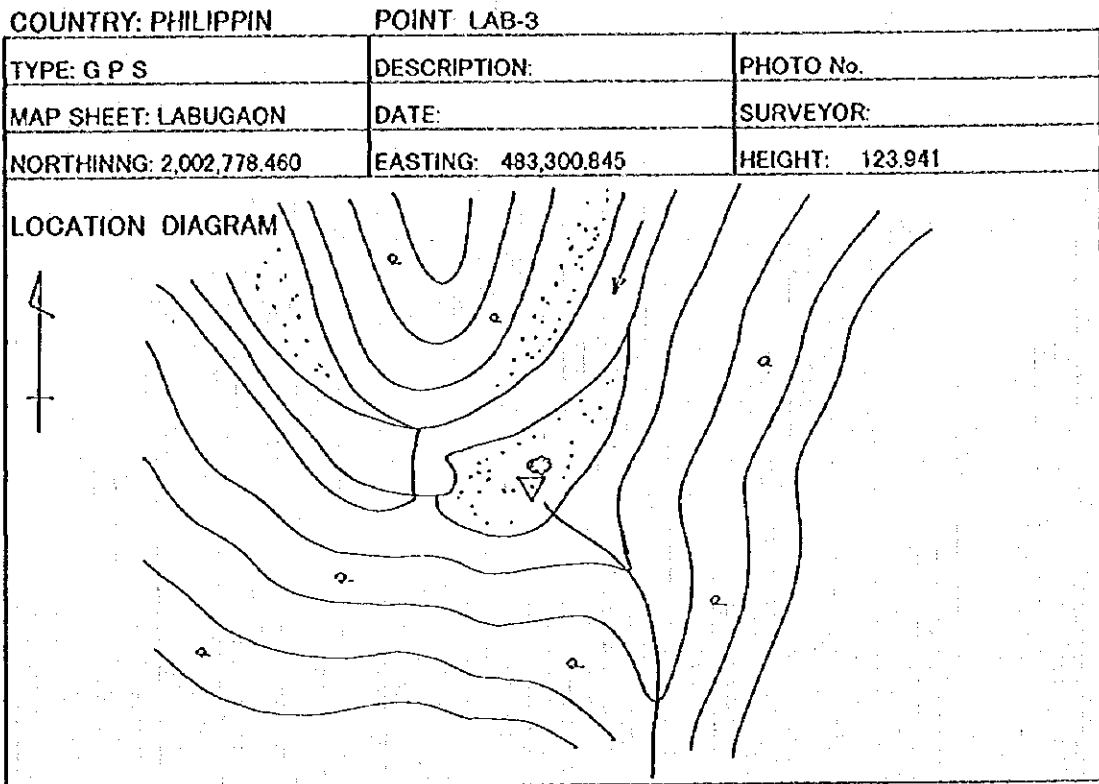 COUNTRY: PHILIPPIN POINT LAB-3
TYPE: G P S DESCRIPTION: PHOTO No.
MAP SHEET: LABUGAON DATE: SURVEYOR:
NORTHINNG: 2,002,778.460 EASTING: 483,300.845 HEIGHT: 123.941
LOCATION DIAGRAM